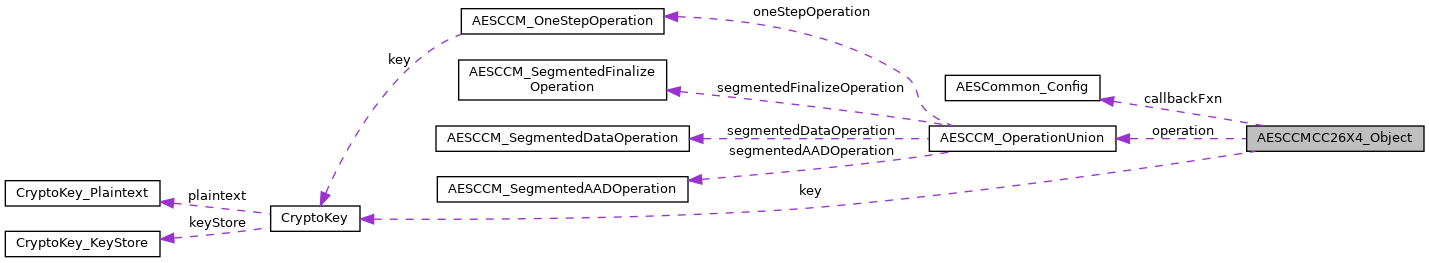 oneStepOperation
AESCCM_OneStepOperation
key
AESCCM_SegmentedFinalize
Operation
segmentedFinalizeOperation
AESCommon_Config
callbackFxn
AESCCM_SegmentedDataOperation
segmentedDataOperation
AESCCM_OperationUnion
operation
AESCCMCC26X4_Object
segmentedAADOperation
AESCCM_SegmentedAADOperation
key
CryptoKey_Plaintext
plaintext
CryptoKey
keyStore
CryptoKey_KeyStore